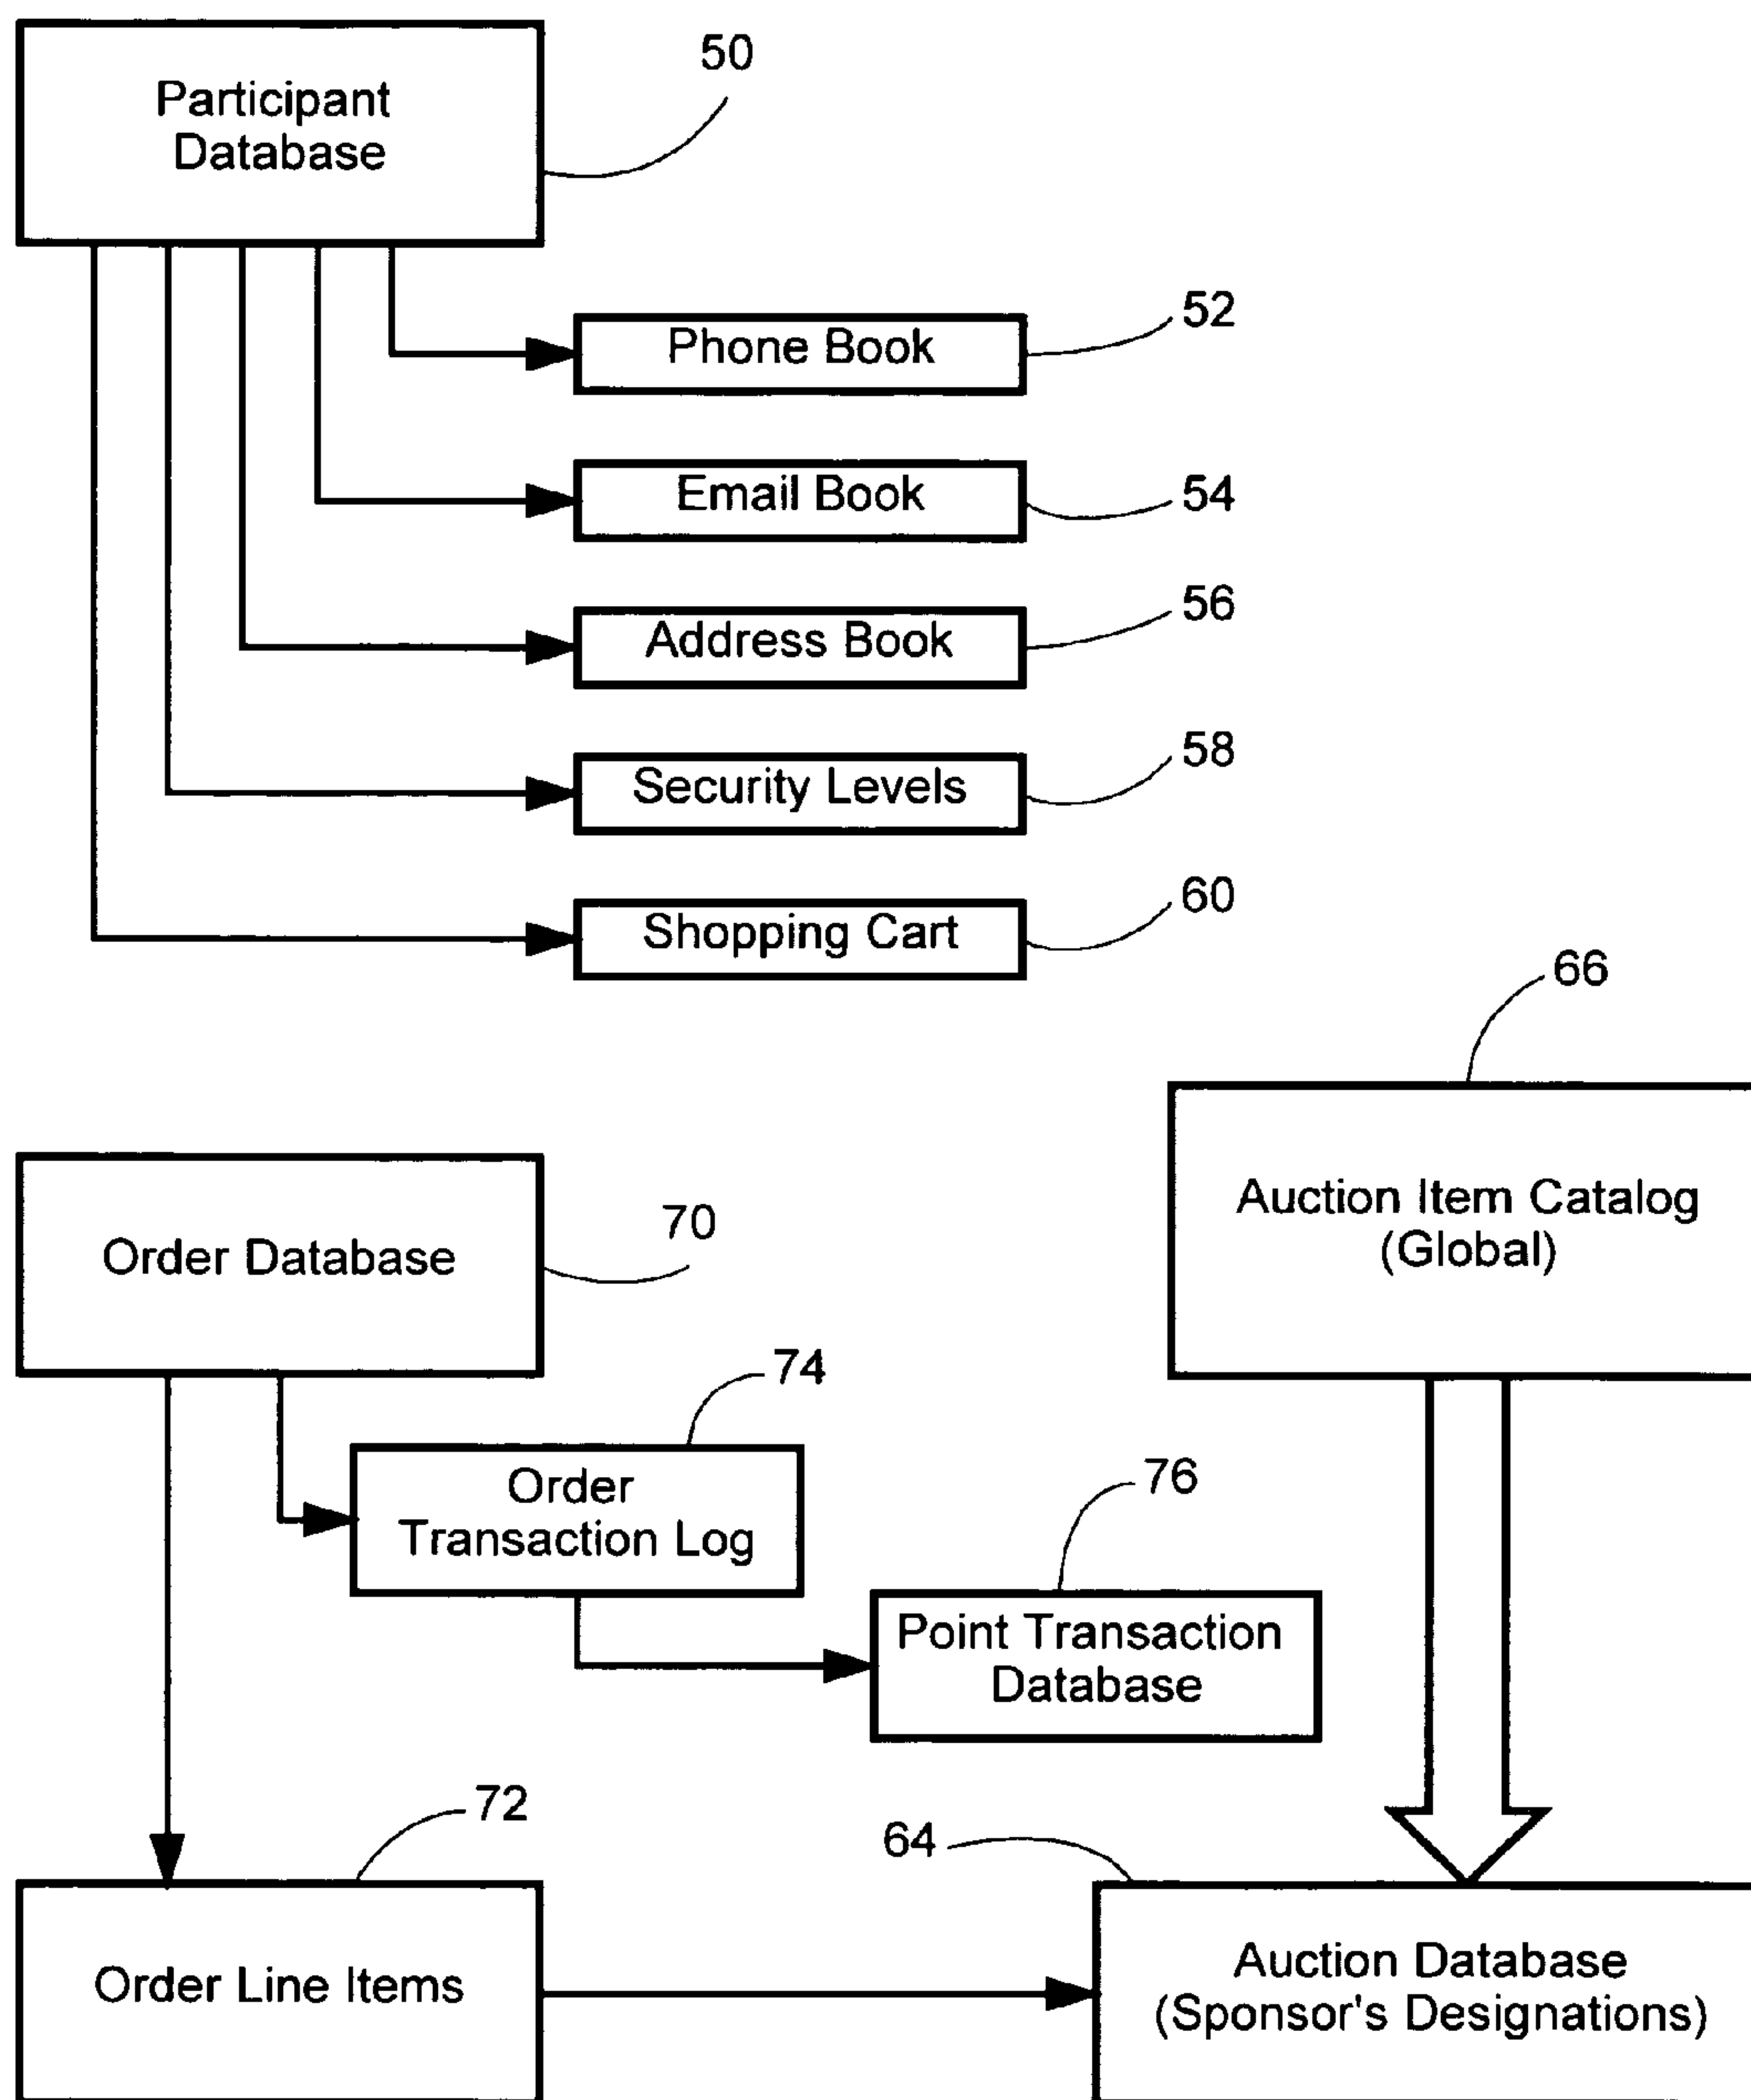 Participant
Database
50
Phone Book
52
Email Book
54
Address Book
56
Security Levels
58
Shopping Cart
60
66
Auction Item Catalog
(Global)
Order Database
70
74
Order
Transaction Log
76
Point Transaction
Database
72
Order Line Items
64
Auction Database
(Sponsor's Designations)